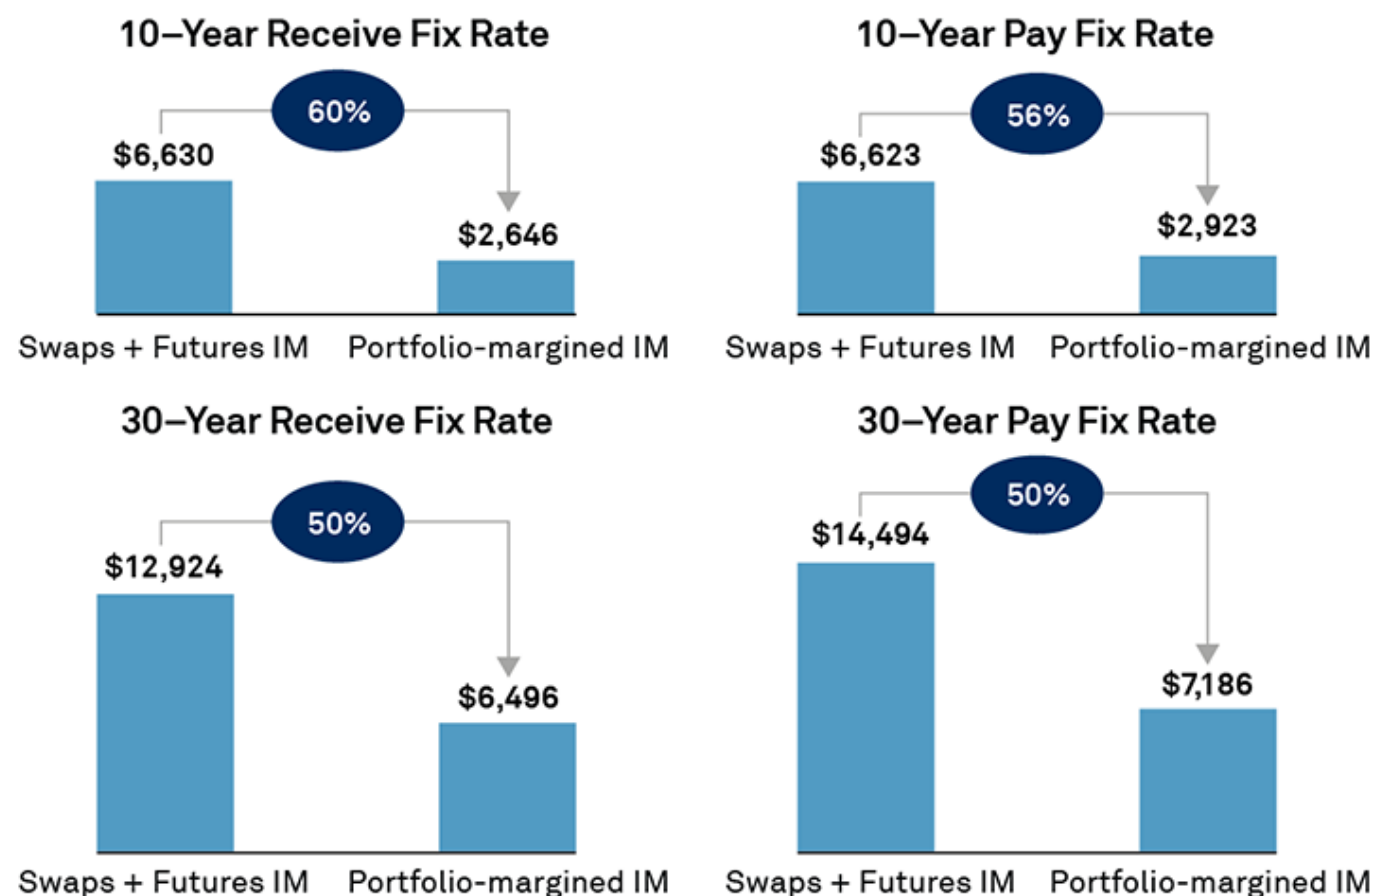 10–Year Receive Fix Rate
60%
$6,630
$2,646
Swaps + Futures IM
Portfolio-margined IM
10–Year Pay Fix Rate
56%
$6,623
$2,923
Swaps + Futures IM
Portfolio-margined IM
30–Year Receive Fix Rate
50%
$12,924
$6,496
Swaps + Futures IM
Portfolio-margined IM
30–Year Pay Fix Rate
50%
$14,494
$7,186
Swaps + Futures IM
Portfolio-margined IM